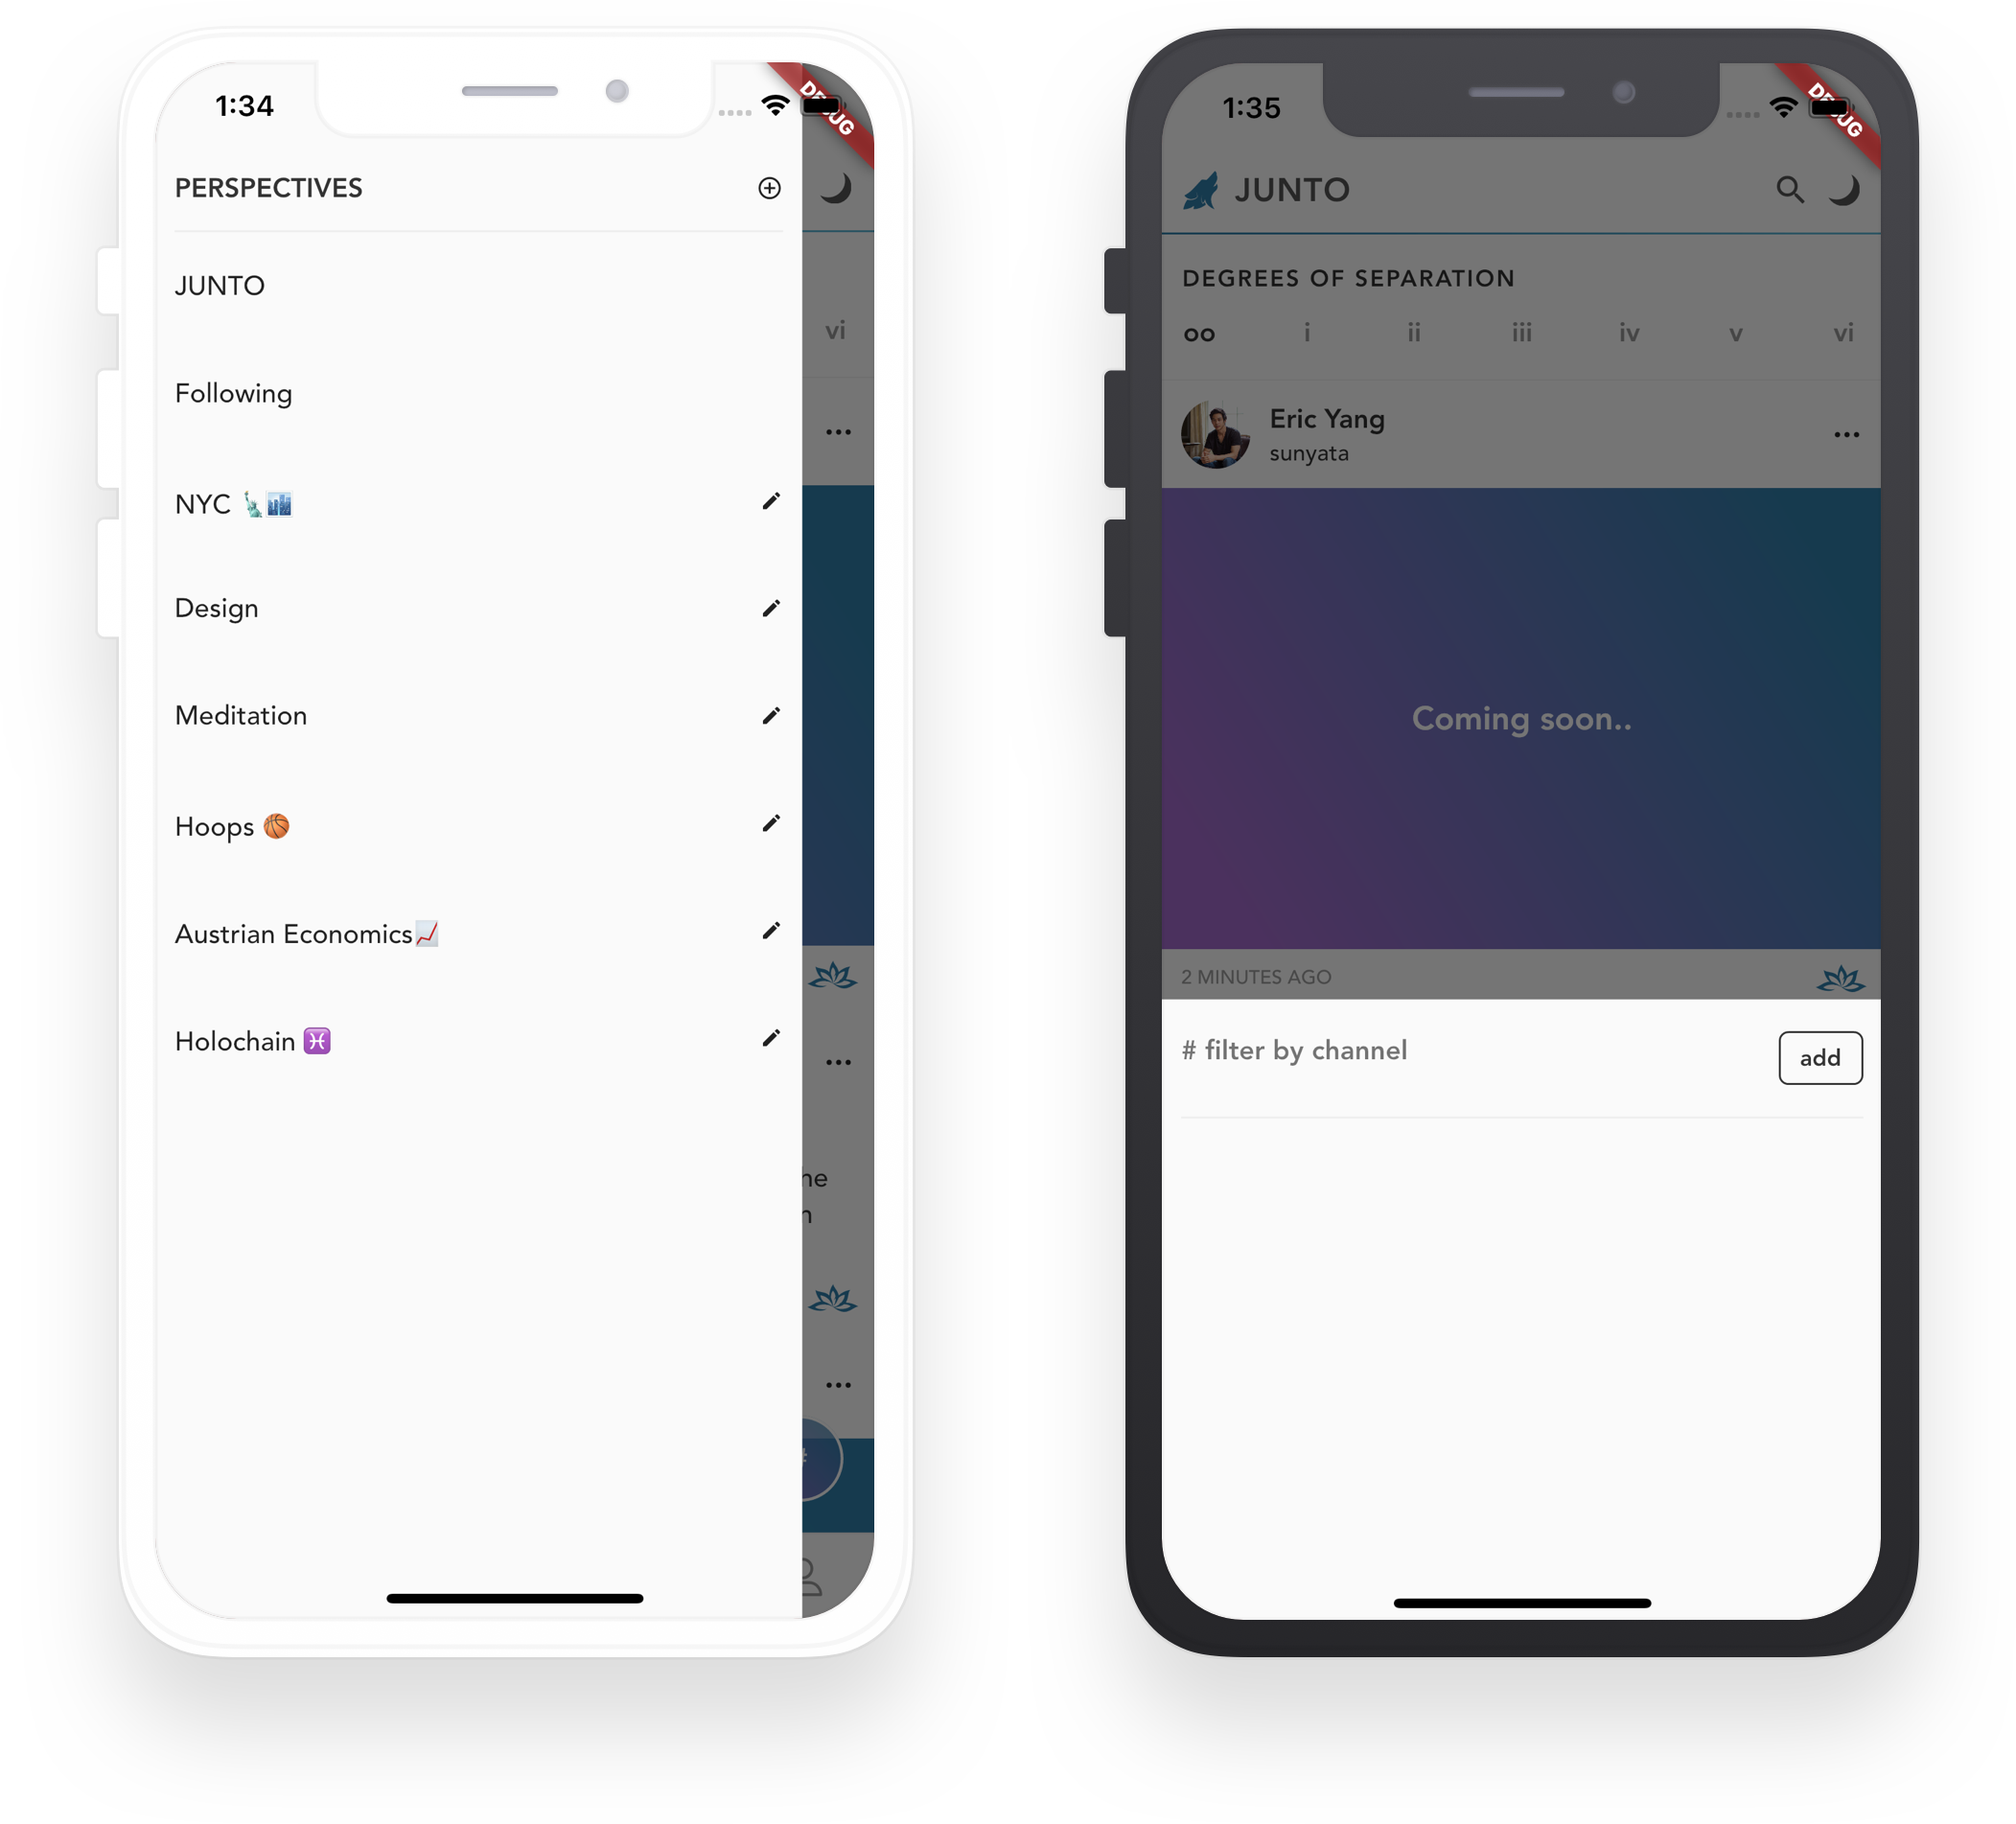 1:34
DEBUG
PERSPECTIVES
JUNTO
Following
vi
NYC 🗽🏙️
Design
Meditation
Hoops 🏀
Austrian Economics📈
Holochain ♓
ne
n
#
1:35
DEBUG
JUNTO
DEGREES OF SEPARATION
oo i ii iii iv v vi
Eric Yang
sunyata
Coming soon..
2 MINUTES AGO
# filter by channel
add